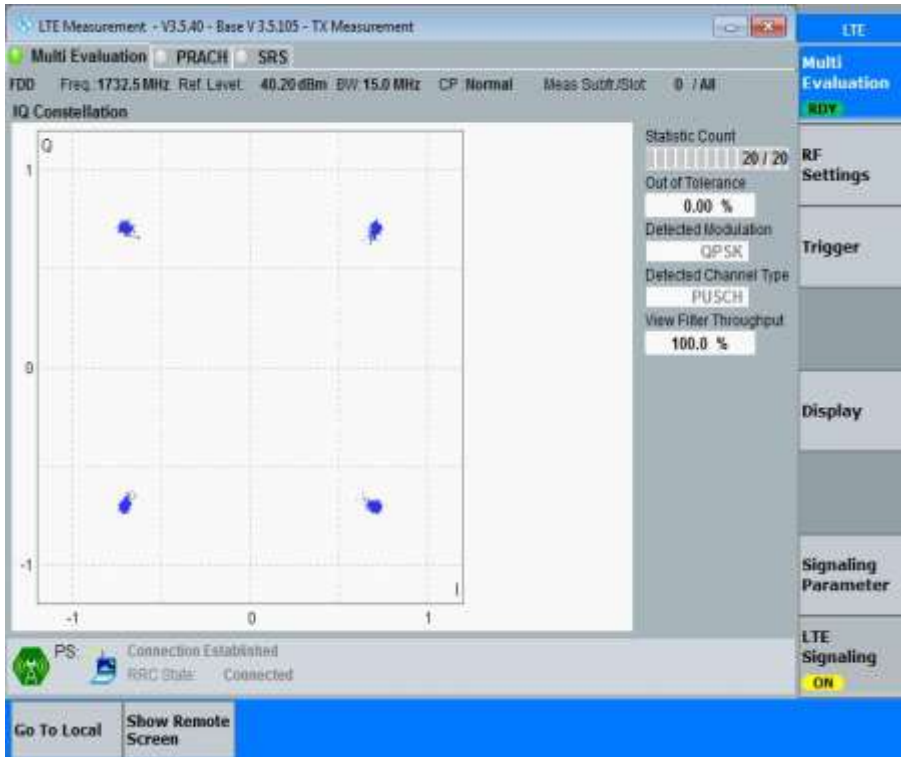 LTE Measurement - V3.5.40 - Base V 3.5.105 - TX Measurement
Multi Evaluation PRACH SRS
FDD Freq.:1732.5 MHz Ref. Level: 40.20 dBm BW:15.0 MHz CP:Normal Meas Subfr./Slot: 0 / All
IQ Constellation
Q
1
0
-1
I
-1 0 1
Statistic Count
20 / 20
Out of Tolerance
0.00 %
Detected Modulation
QPSK
Detected Channel Type
PUSCH
View Filter Throughput
100.0 %
PS:
Connection Established
RRC State: Connected
LTE
Multi
Evaluation
RDY
RF
Settings
Trigger
Display
Signaling
Parameter
LTE
Signaling
ON
Go To Local
Show Remote
Screen